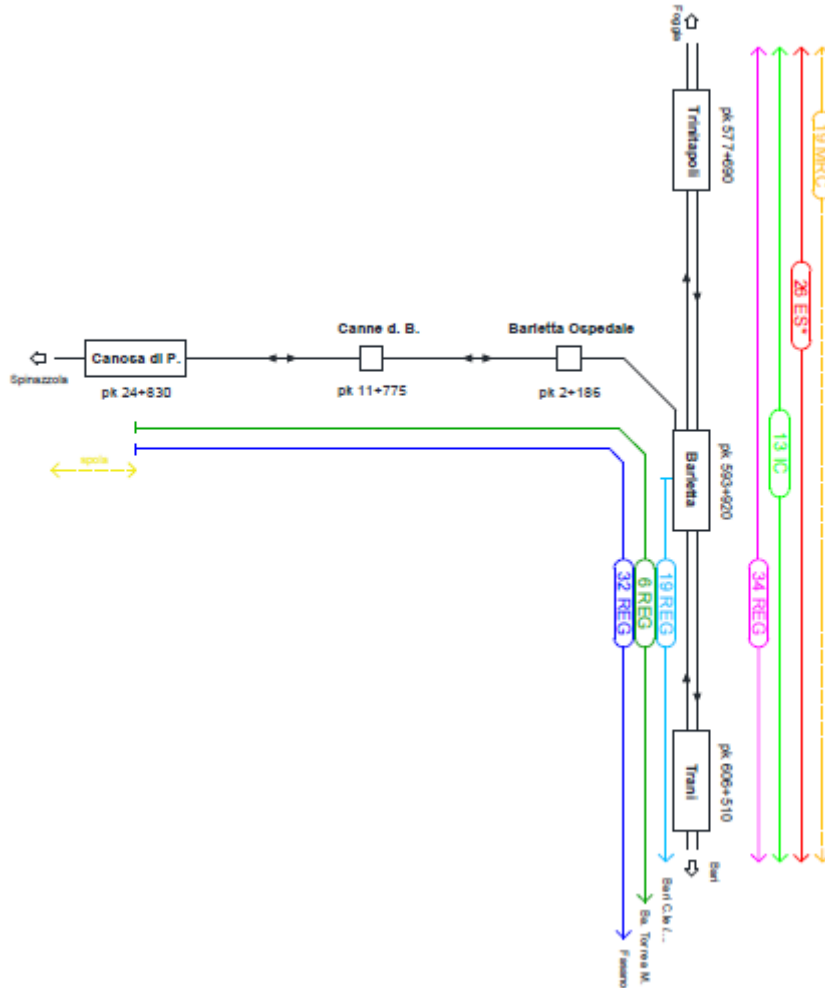 Foggia
Trinitapoli
pk 577+690
19 MRC
26 ES*
13 IC
34 REG
Canne d. B.
Barletta Ospedale
Canosa di P.
Spinazzola
pk 24+830
pk 11+775
pk 2+186
spola
Barletta
pk 593+920
32 REG
6 REG
19 REG
Trani
pk 606+510
Bari
Bari C.le /...
Ba. Torre a M.
Fasano